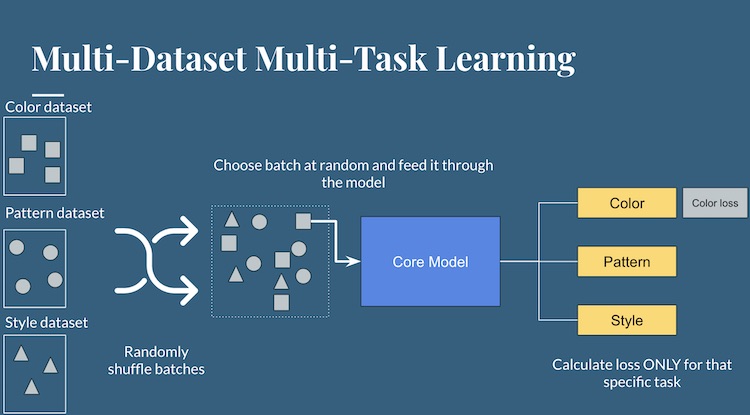 Multi-Dataset Multi-Task Learning
Color dataset
Pattern dataset
Style dataset
Randomly
shuffle batches
Choose batch at random and feed it through
the model
Core Model
Color
Color loss
Pattern
Style
Calculate loss ONLY for that
specific task